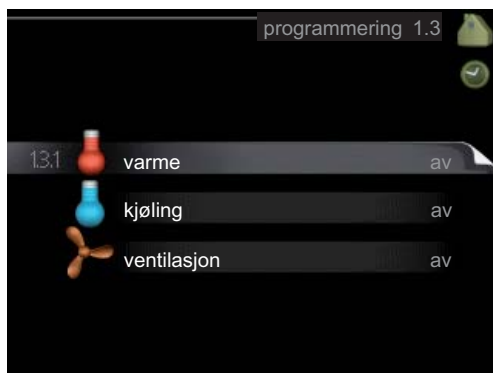 programmering 1.3
1.3.1 varme av
kjøling av
ventilasjon av